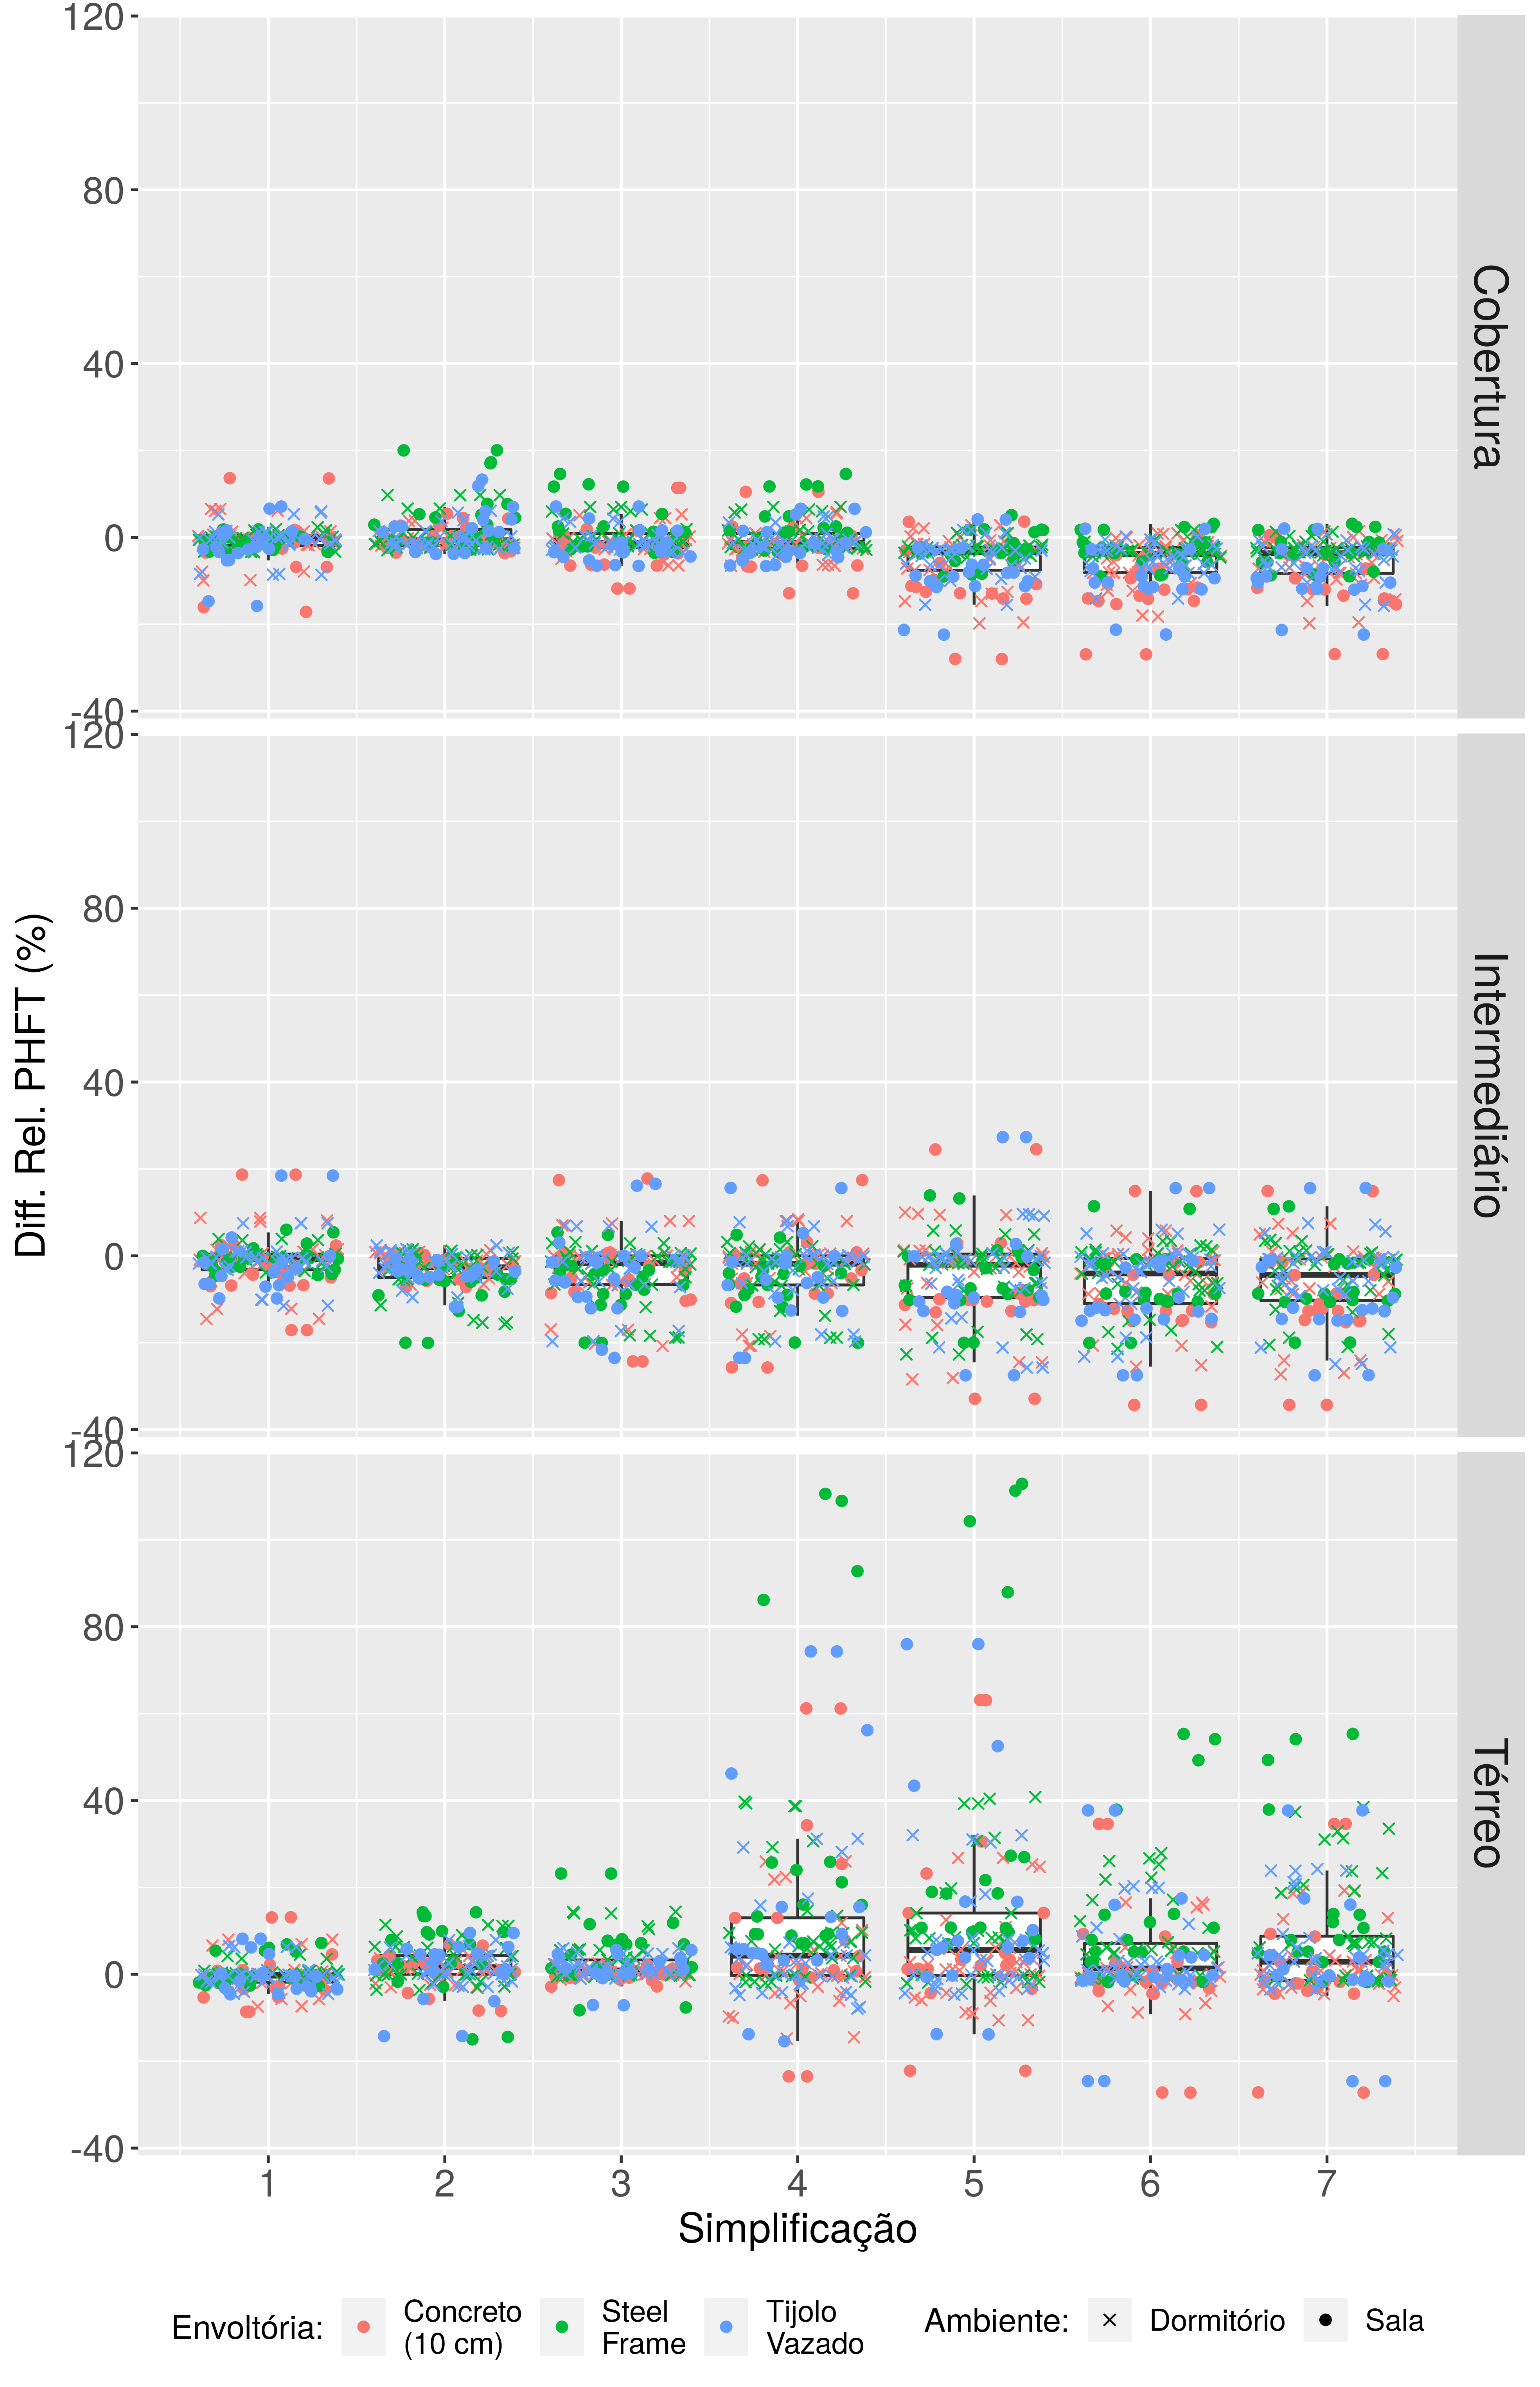 120
80
40
0
-40
Cobertura
120
80
40
0
-40
Intermediário
120
80
40
0
-40
Térreo
Diff. Rel. PHFT (%)
1 2 3 4 5 6 7
Simplificação
Envoltória:
Concreto
(10 cm)
Steel
Frame
Tijolo
Vazado
Ambiente:
Dormitório
Sala